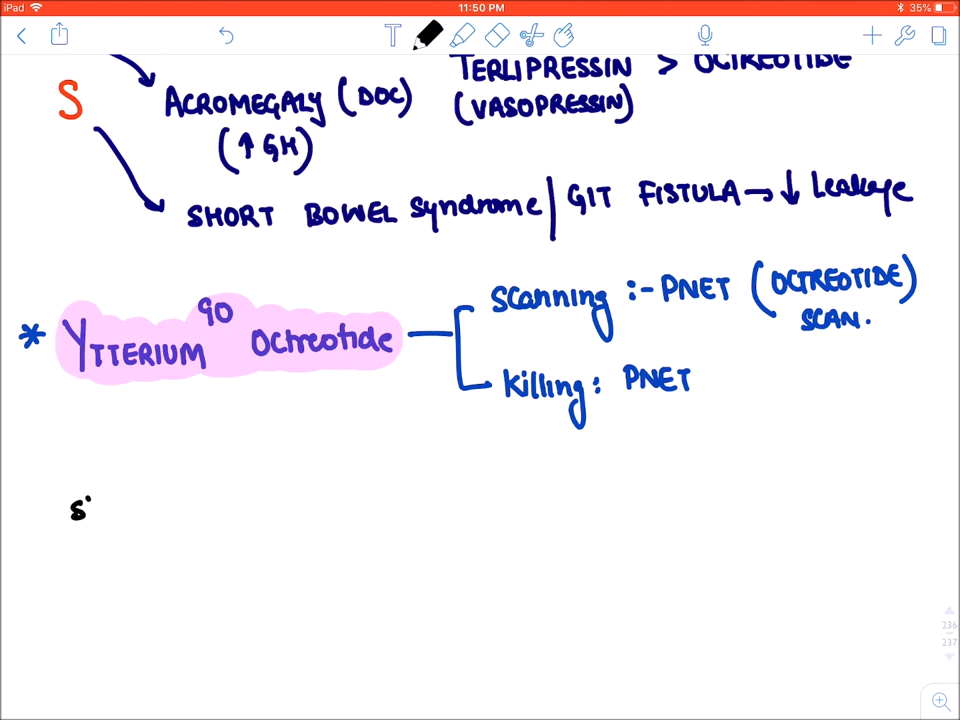 iPad 11:50 PM 35%
T
TERLIPRESSIN > OCTREOTIDE
S ACROMEGALY (DOC) (VASOPRESSIN)
(↑ GH)
SHORT BOWEL Syndrome | GIT FISTULA → ↓ Leakeye
* YTTERIUM 90 Octreotide
Scanning :- PNET (OCTREOTIDE)
SCAN.
Killing : PNET
s
236
237